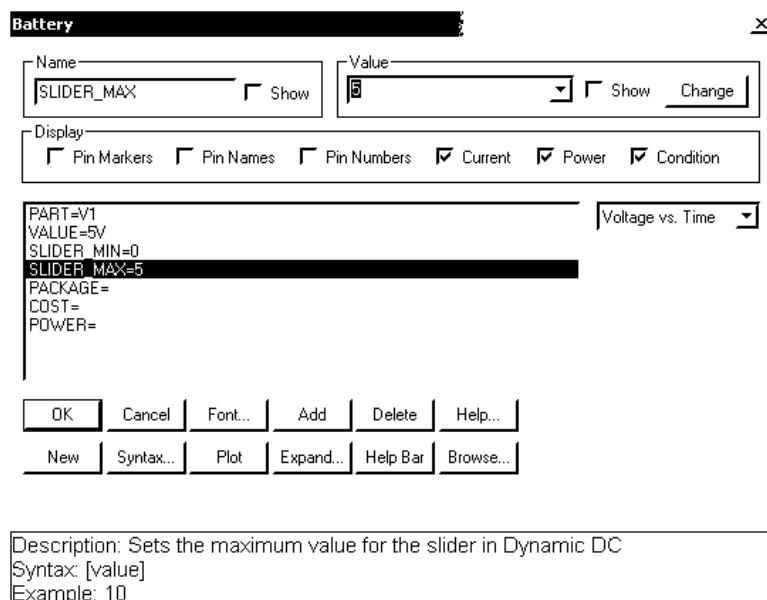 Battery
Name
SLIDER_MAX
Show
Value
5
Show
Change
Display
Pin Markers Pin Names Pin Numbers Current Power Condition
PART=V1
VALUE=5V
SLIDER_MIN=0
SLIDER_MAX=5
PACKAGE=
COST=
POWER=
Voltage vs. Time
OK Cancel Font... Add Delete Help...
New Syntax... Plot Expand... Help Bar Browse...
Description: Sets the maximum value for the slider in Dynamic DC
Syntax: [value]
Example: 10